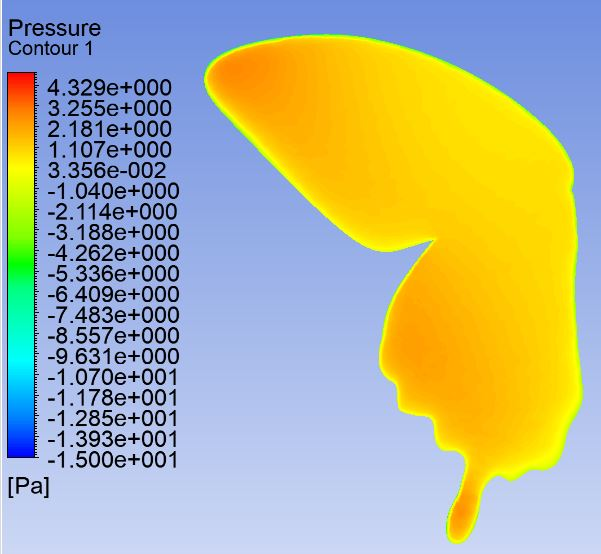 Pressure
Contour 1
4.329e+000
3.255e+000
2.181e+000
1.107e+000
3.356e-002
-1.040e+000
-2.114e+000
-3.188e+000
-4.262e+000
-5.336e+000
-6.409e+000
-7.483e+000
-8.557e+000
-9.631e+000
-1.070e+001
-1.178e+001
-1.285e+001
-1.393e+001
-1.500e+001
[Pa]